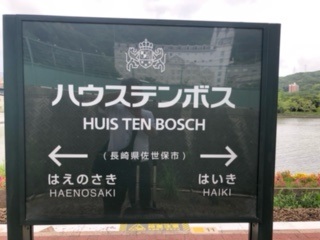 ハウステンボス
HUIS TEN BOSCH
(長崎県佐世保市)
はえのさき はいき
HAENOSAKI HAIKI